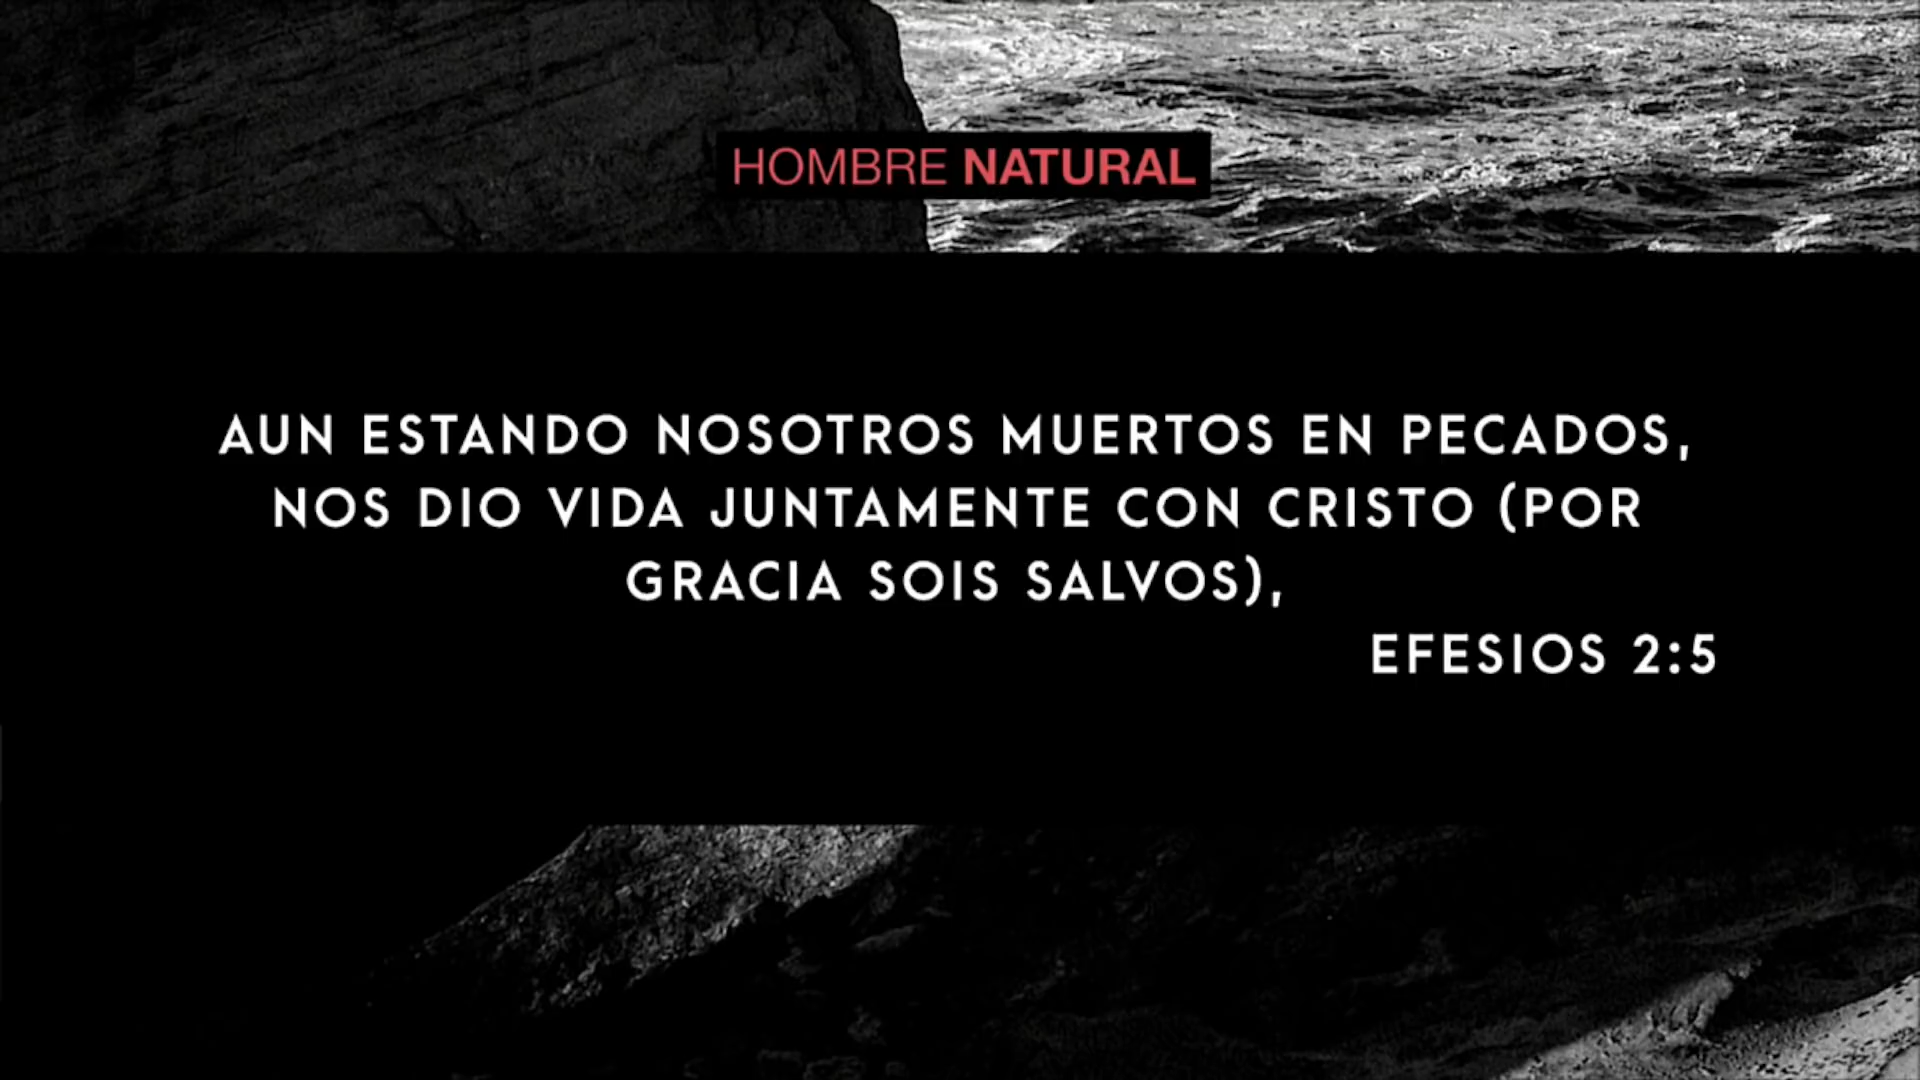 HOMBRE NATURAL
AUN ESTANDO NOSOTROS MUERTOS EN PECADOS,
NOS DIO VIDA JUNTAMENTE CON CRISTO (POR
GRACIA SOIS SALVOS),
EFESIOS 2:5